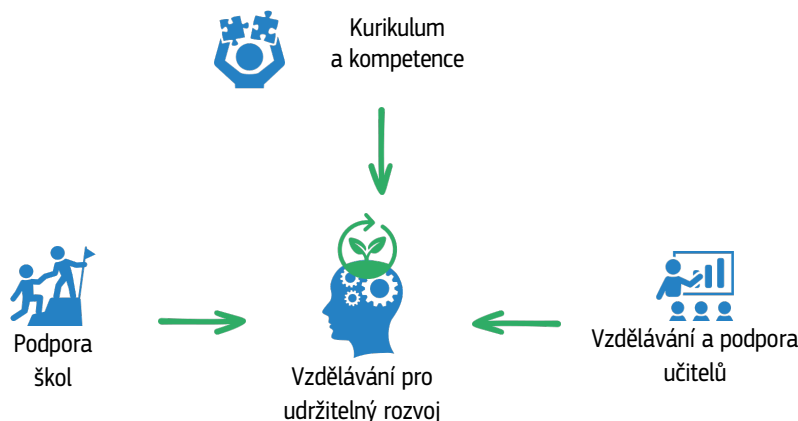 Kurikulum
a kompetence
Podpora
škol
Vzdělávání pro
udržitelný rozvoj
Vzdělávání a podpora
učitelů